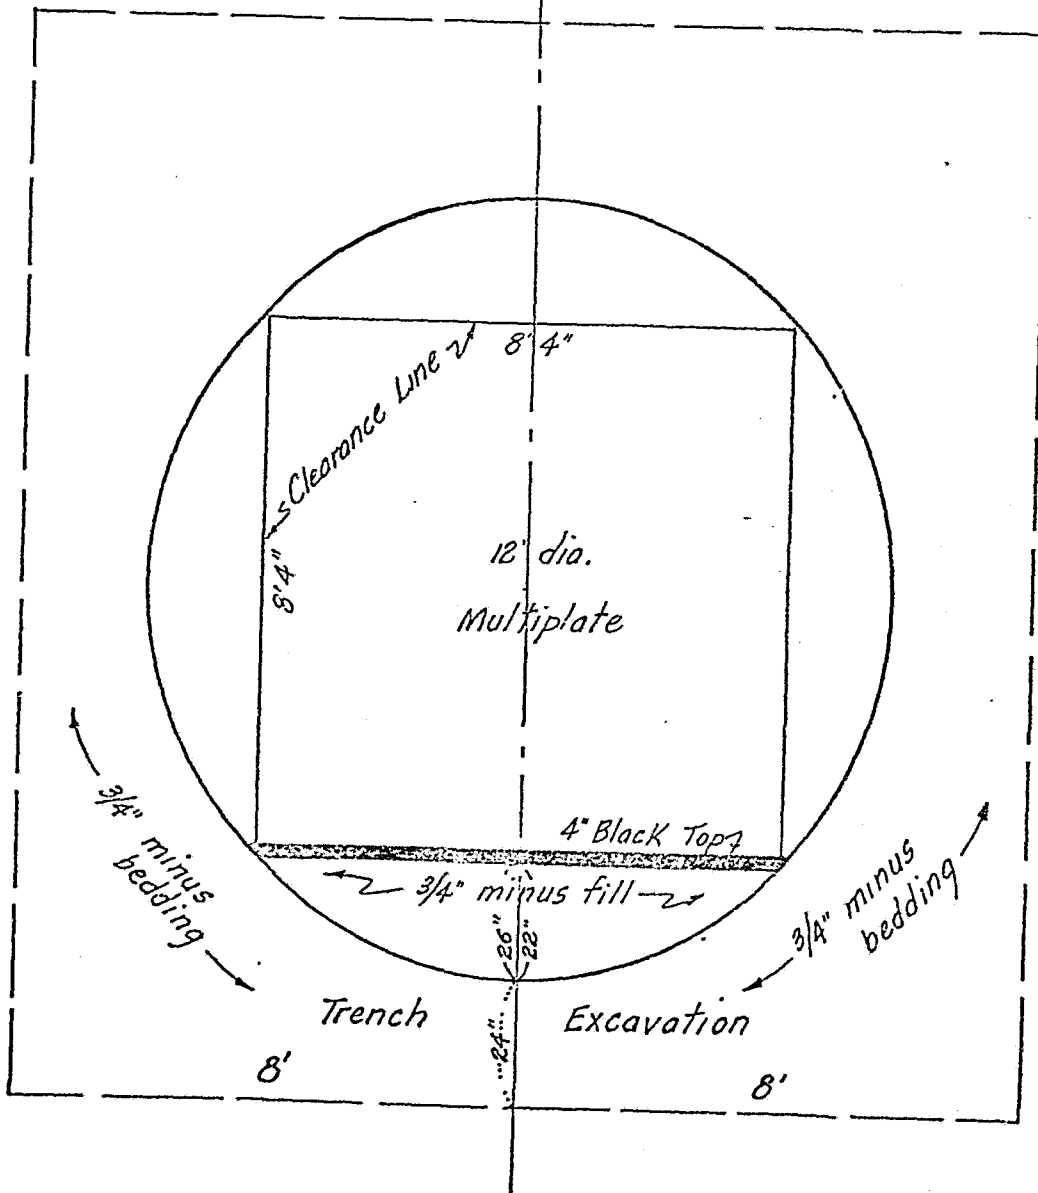 8' 4"
Clearance Line
8'4"
12' dia.
Multiplate
4" Black Top
3/4" minus fill
3/4" minus
bedding
3/4" minus
bedding
26"
22"
Trench Excavation
24"
8'
8'